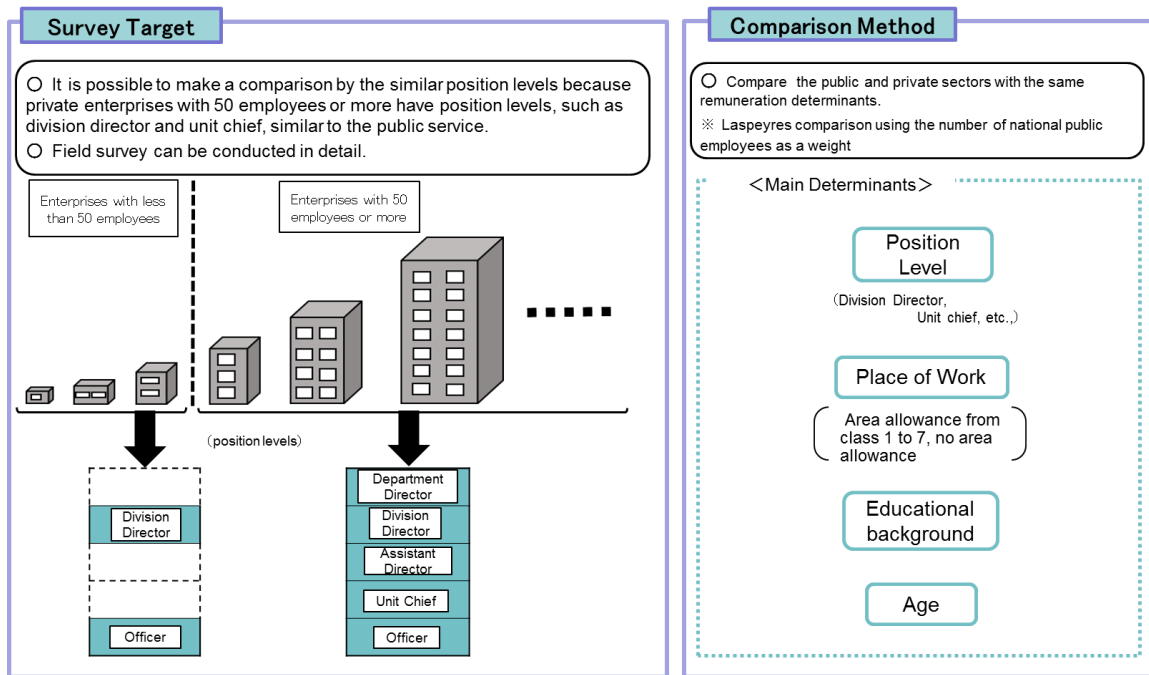 Survey Target
○ It is possible to make a comparison by the similar position levels because
private enterprises with 50 employees or more have position levels, such as
division director and unit chief, similar to the public service.
○ Field survey can be conducted in detail.
Enterprises with less
than 50 employees
Enterprises with 50
employees or more
(position levels)
Division
Director
Officer
Department
Director
Division
Director
Assistant
Director
Unit Chief
Officer
Comparison Method
○ Compare the public and private sectors with the same
remuneration determinants.
※ Laspeyres comparison using the number of national public
employees as a weight
<Main Determinants>
Position
Level
(Division Director,
Unit chief, etc.,)
Place of Work
Area allowance from
class 1 to 7, no area
allowance
Educational
background
Age